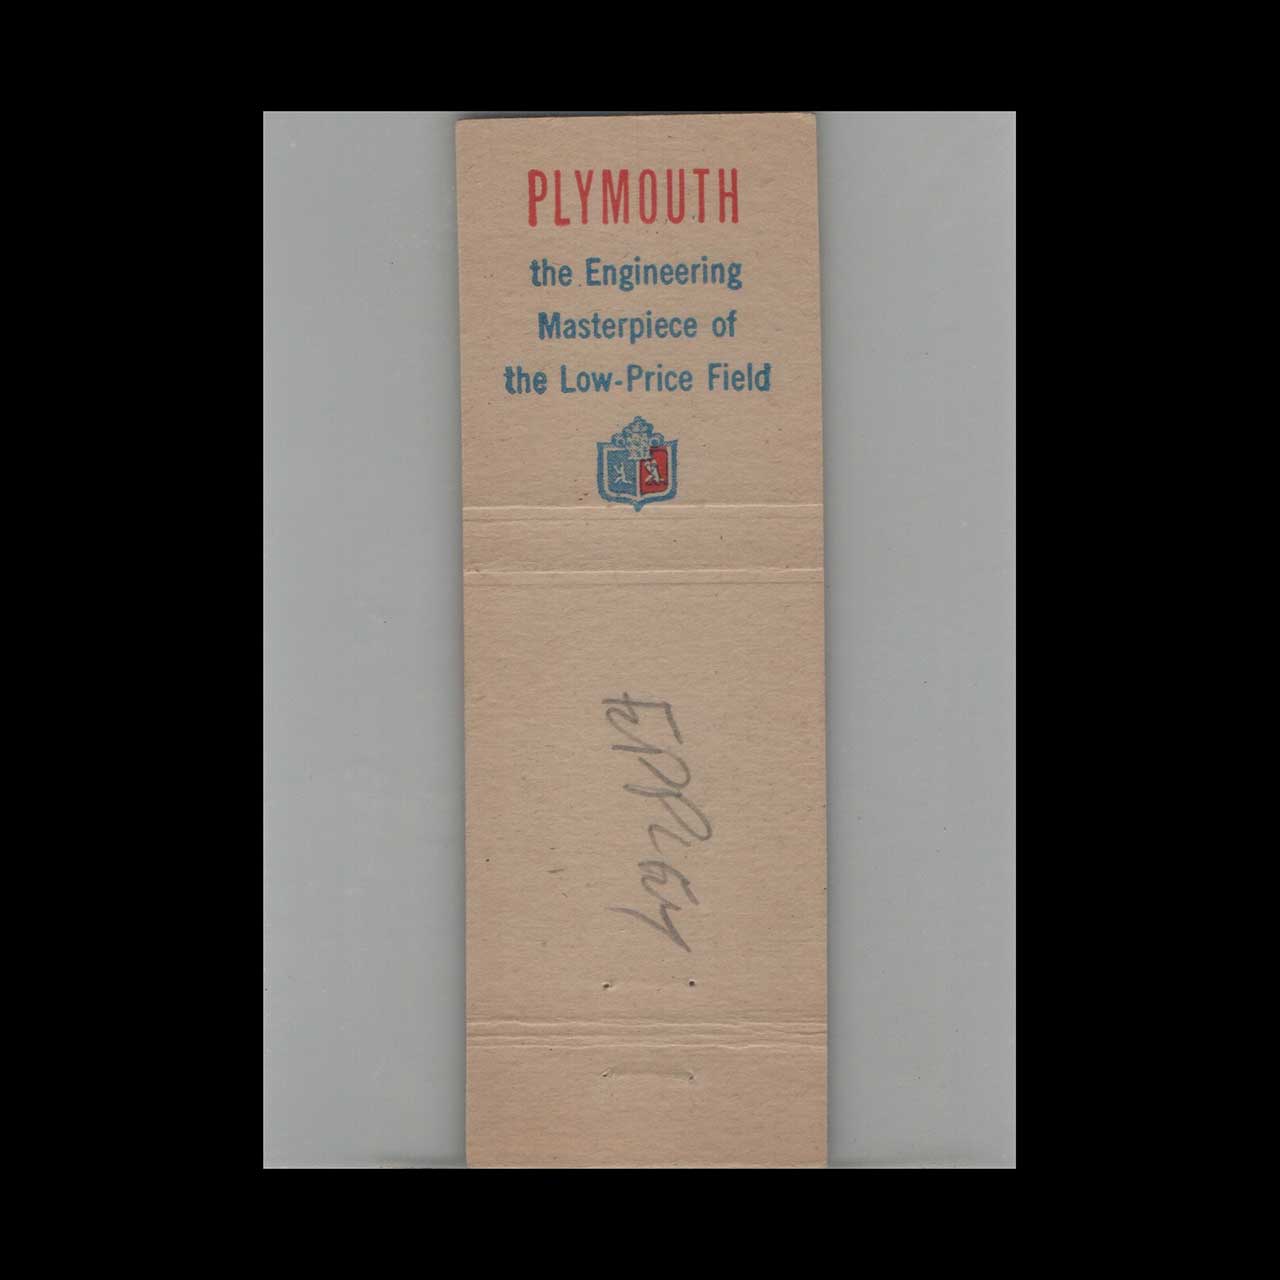 PLYMOUTH
the Engineering
Masterpiece of
the Low-Price Field